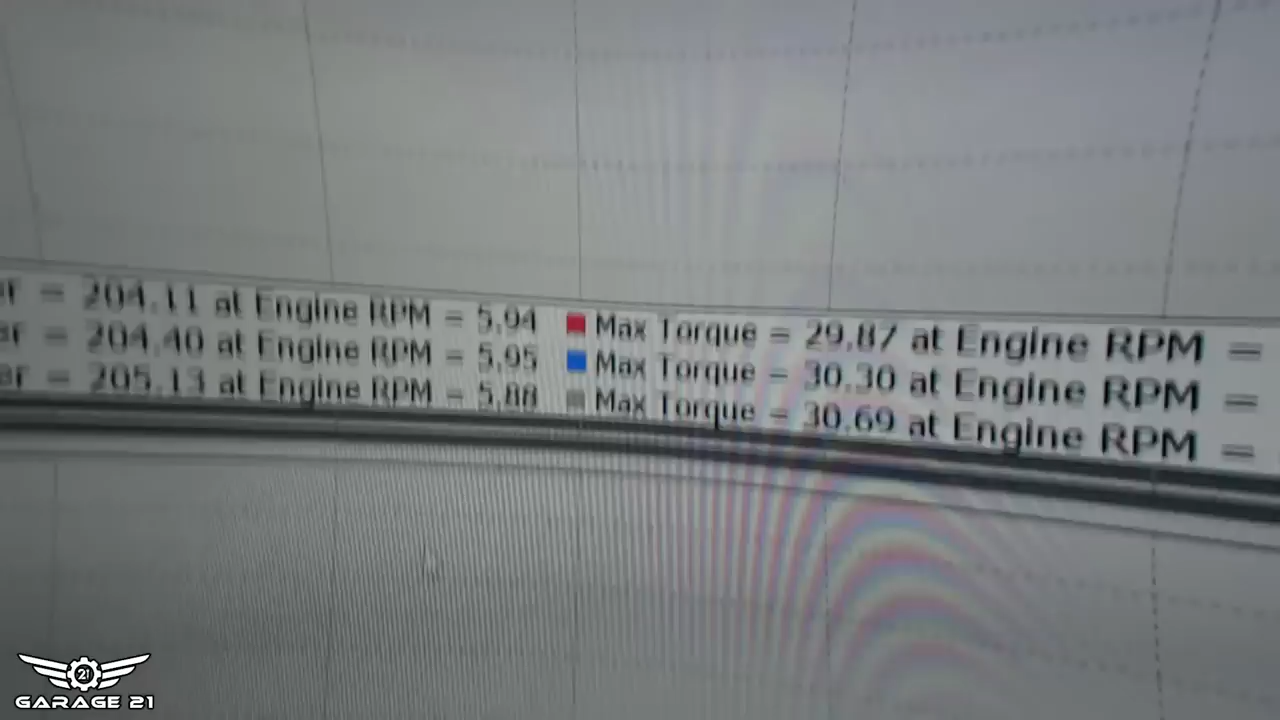 = 204.11 at Engine RPM = 5.94 Max Torque = 29.87 at Engine RPM =
= 204.40 at Engine RPM = 5.95 Max Torque = 30.30 at Engine RPM =
= 205.13 at Engine RPM = 5.88 Max Torque = 30.69 at Engine RPM =
21
GARAGE 21